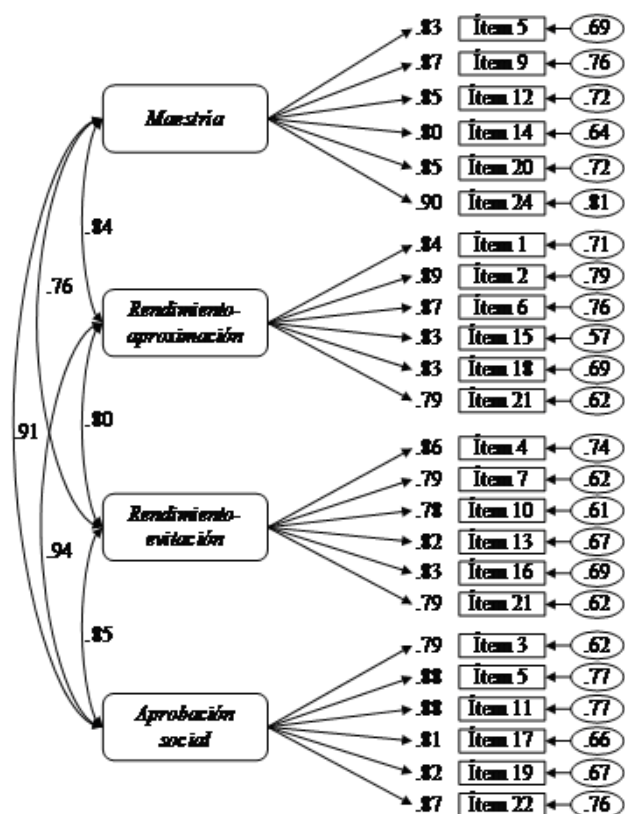 .83 Ítem 5 .69
.87 Ítem 9 .76
.85 Ítem 12 .72
Maestría
.80 Ítem 14 .64
.85 Ítem 20 .72
.90 Ítem 24 .81
.84
.84 Ítem 1 .71
.89 Ítem 2 .79
.76
.87 Ítem 6 .76
Rendimiento-
aproximación
.83 Ítem 15 .57
.83 Ítem 18 .69
.79 Ítem 21 .62
.91
.80
.86 Ítem 4 .74
.79 Ítem 7 .62
.78 Ítem 10 .61
Rendimiento-
evitación
.82 Ítem 13 .67
.83 Ítem 16 .69
.79 Ítem 21 .62
.94
.85
.79 Ítem 3 .62
.88 Ítem 5 .77
.88 Ítem 11 .77
Aprobación
social
.81 Ítem 17 .66
.82 Ítem 19 .67
.87 Ítem 22 .76